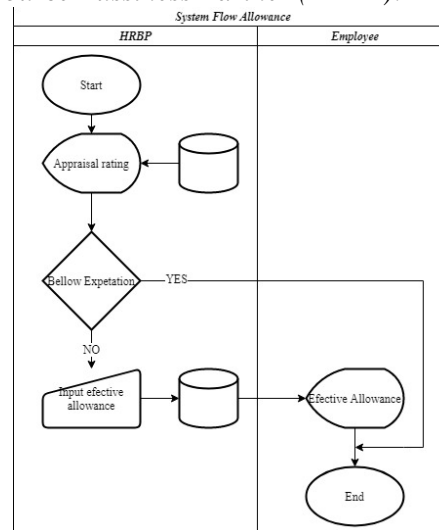 System Flow Allowance
HRBP
Employee
Start
Appraisal rating
Bellow Expetation
YES
NO
Input efective
allowance
Efective Allowance
End